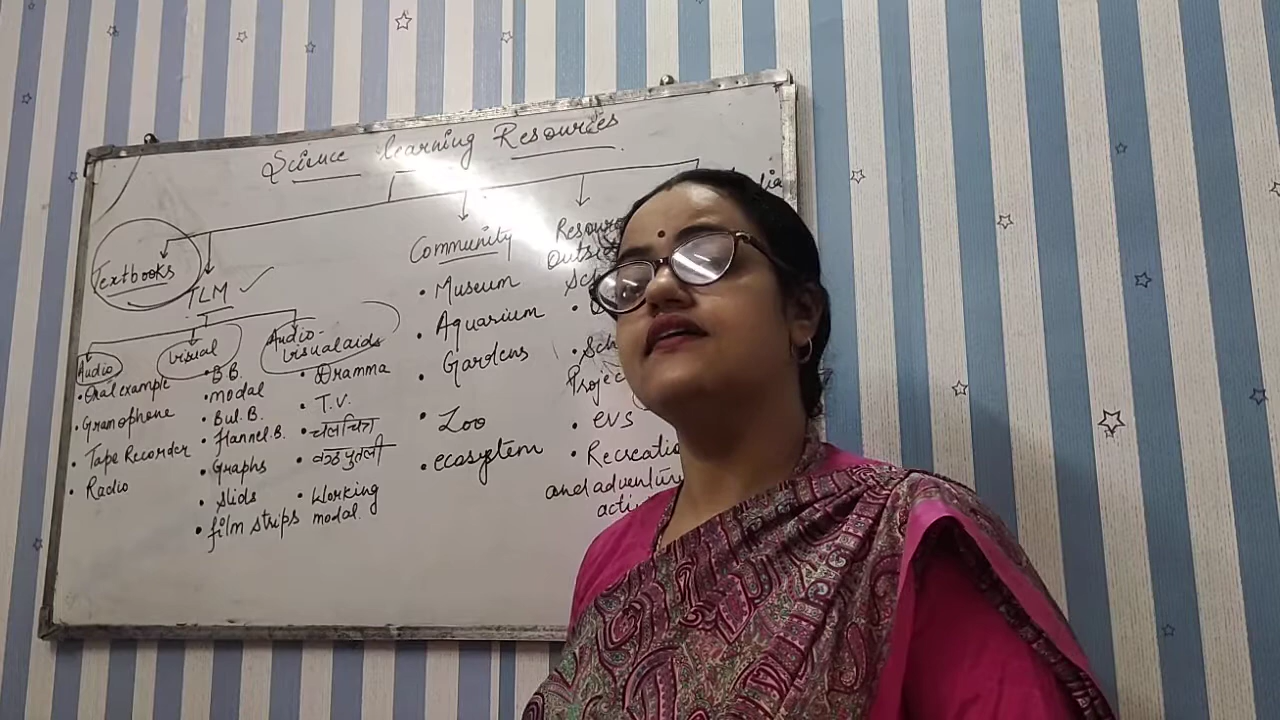 Science learning Resources
Textbooks
TLM
Audio
• Oral example
• Gramophone
• Tape Recorder
• Radio
Visual
• B.B.
• modal
• Bul. B.
• flannel B.
• Graphs
• Slids
• film strips
Audio-
Visual aids
• Dramma
• T.V.
• चलचित्र
• कठपुतली
• Working
modal.
Community
• Museum
• Aquarium
• Gardens
• Zoo
• ecosystem
• EVS
and adventur